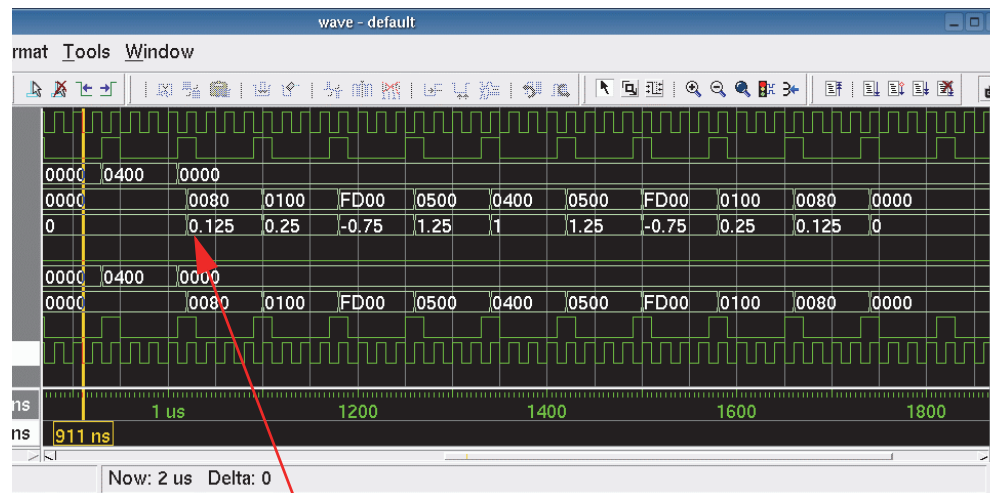 wave - default
rmat Tools Window
0000 0400 0000
0000 0080 0100 FD00 0500 0400 0500 FD00 0100 0080 0000
0 0.125 0.25 -0.75 1.25 1 1.25 -0.75 0.25 0.125 0
0000 0400 0000
0000 0080 0100 FD00 0500 0400 0500 FD00 0100 0080 0000
ns 1 us 1200 1400 1600 1800
ns 911 ns
Now: 2 us Delta: 0